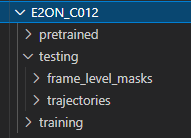 E2ON_C012
pretrained
testing
frame_level_masks
trajectories
training